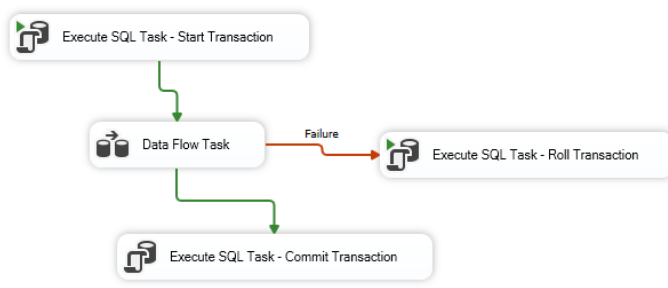 Execute SQL Task - Start Transaction
Data Flow Task
Failure
Execute SQL Task - Roll Transaction
Execute SQL Task - Commit Transaction